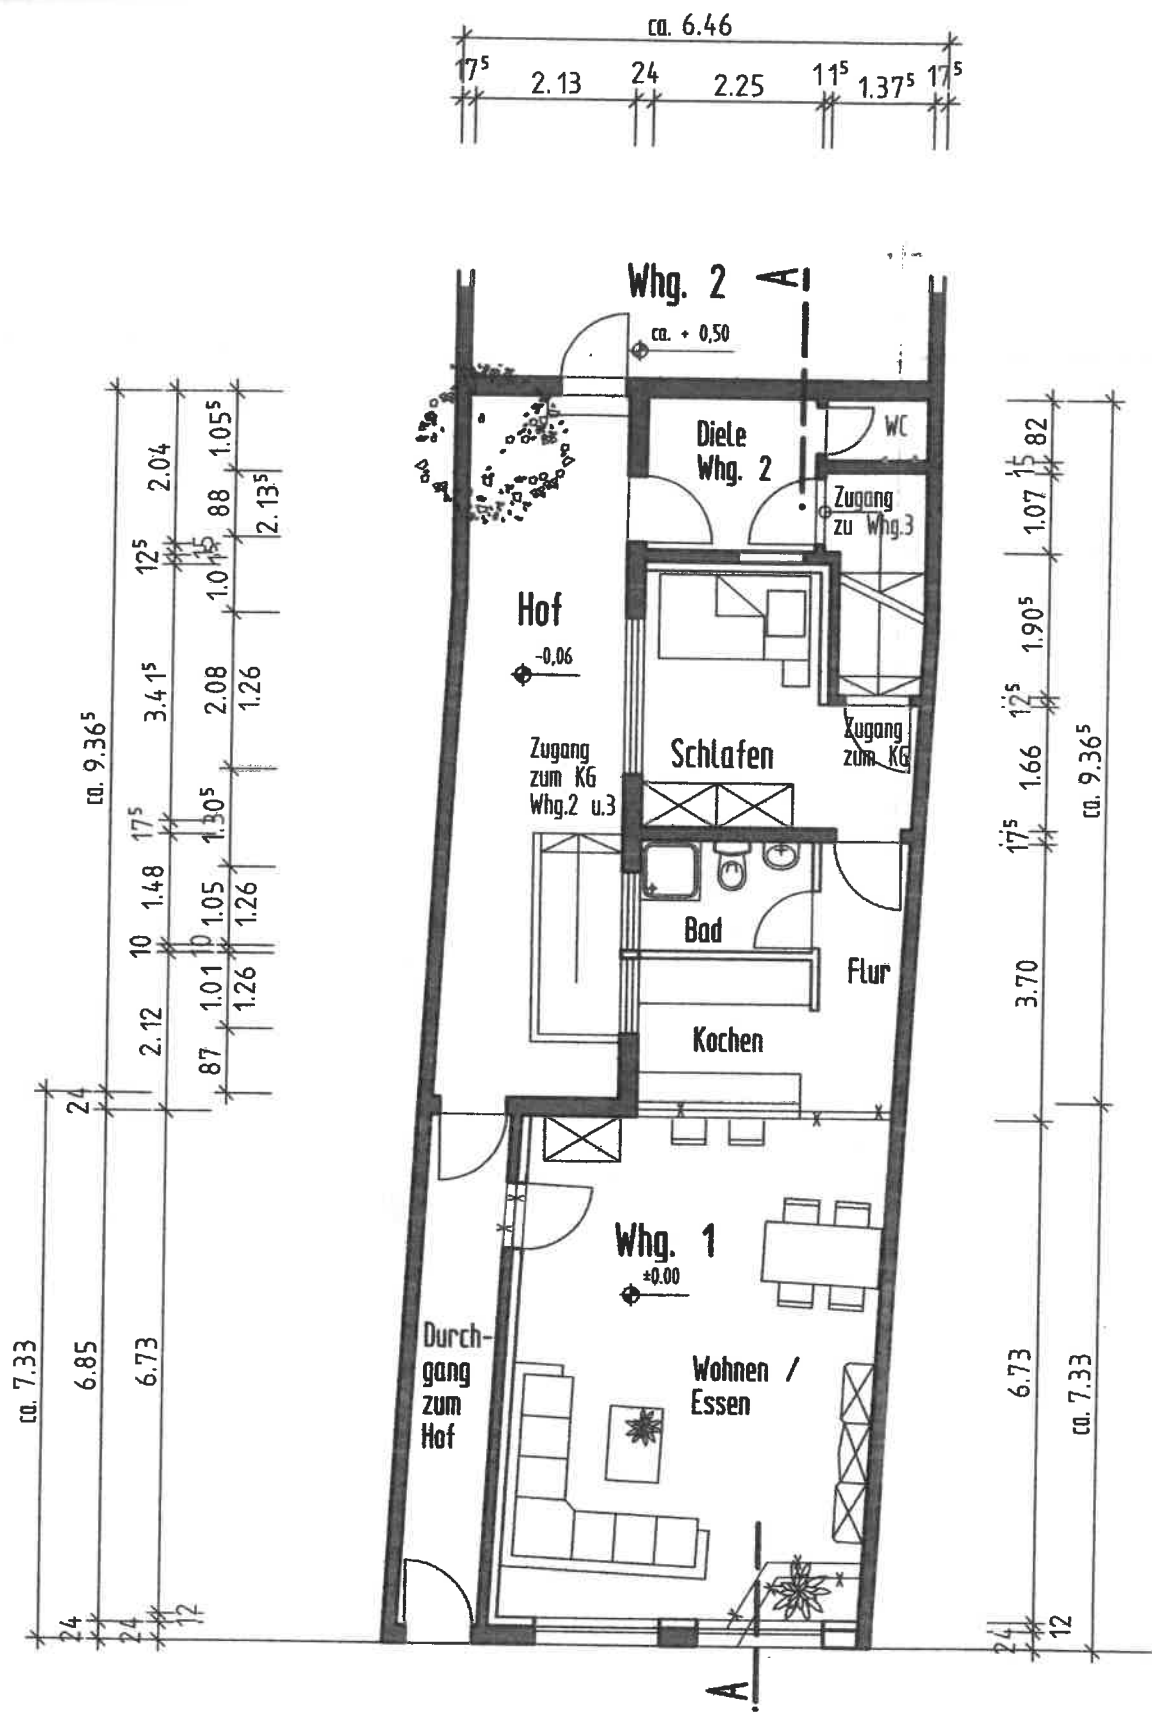 ca. 6.46
17⁵ 2.13 24 2.25 11⁵ 1.37⁵ 17⁵
Whg. 2 A
ca. + 0,50
Diele
Whg. 2
WC
Zugang
zu Whg.3
Hof
-0,06
Zugang
zum KG
Whg.2 u.3
Schlafen
Zugang
zum KG
Bad
Flur
Kochen
Whg. 1
±0.00
Durch-
gang
zum
Hof
Wohnen /
Essen
A
ca. 9.36⁵
ca. 7.33
24
6.85
24
2.04
12⁵
3.41⁵
17⁵
1.48
10
2.12
6.73
24
12
1.05⁵
88
2.13⁵
15
1.01
2.08
1.26
1.30⁵
1.05
1.26
10
1.01
1.26
87
82
15
1.07
1.90⁵
12⁵
1.66
17⁵
3.70
6.73
12
24
ca. 9.36⁵
ca. 7.33